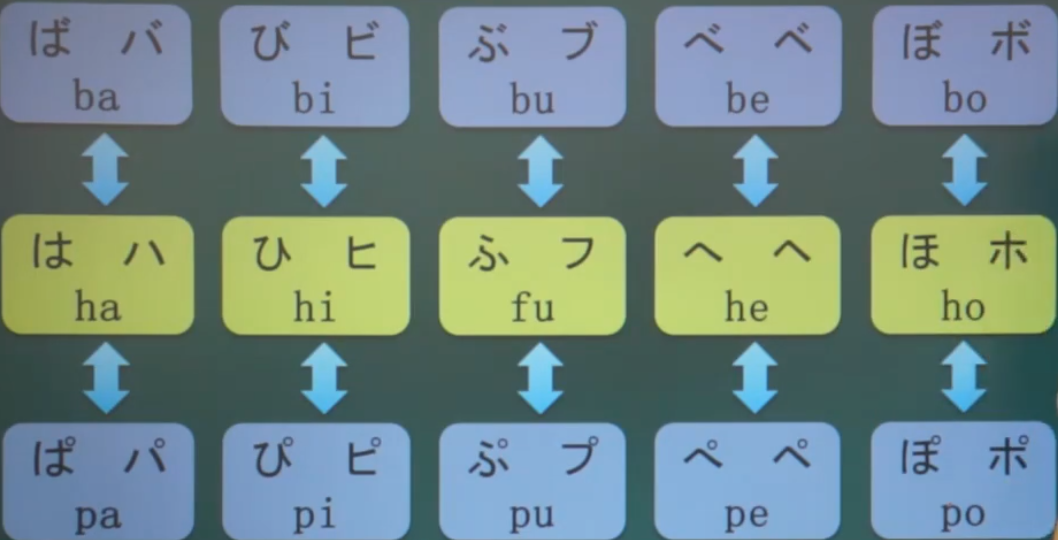 ば バ び ビ ぶ ブ べ ベ ぼ ボ
ba bi bu be bo
は ハ ひ ヒ ふ フ へ ヘ ほ ホ
ha hi fu he ho
ぱ パ ぴ ピ ぷ プ ぺ ペ ぽ ポ
pa pi pu pe po